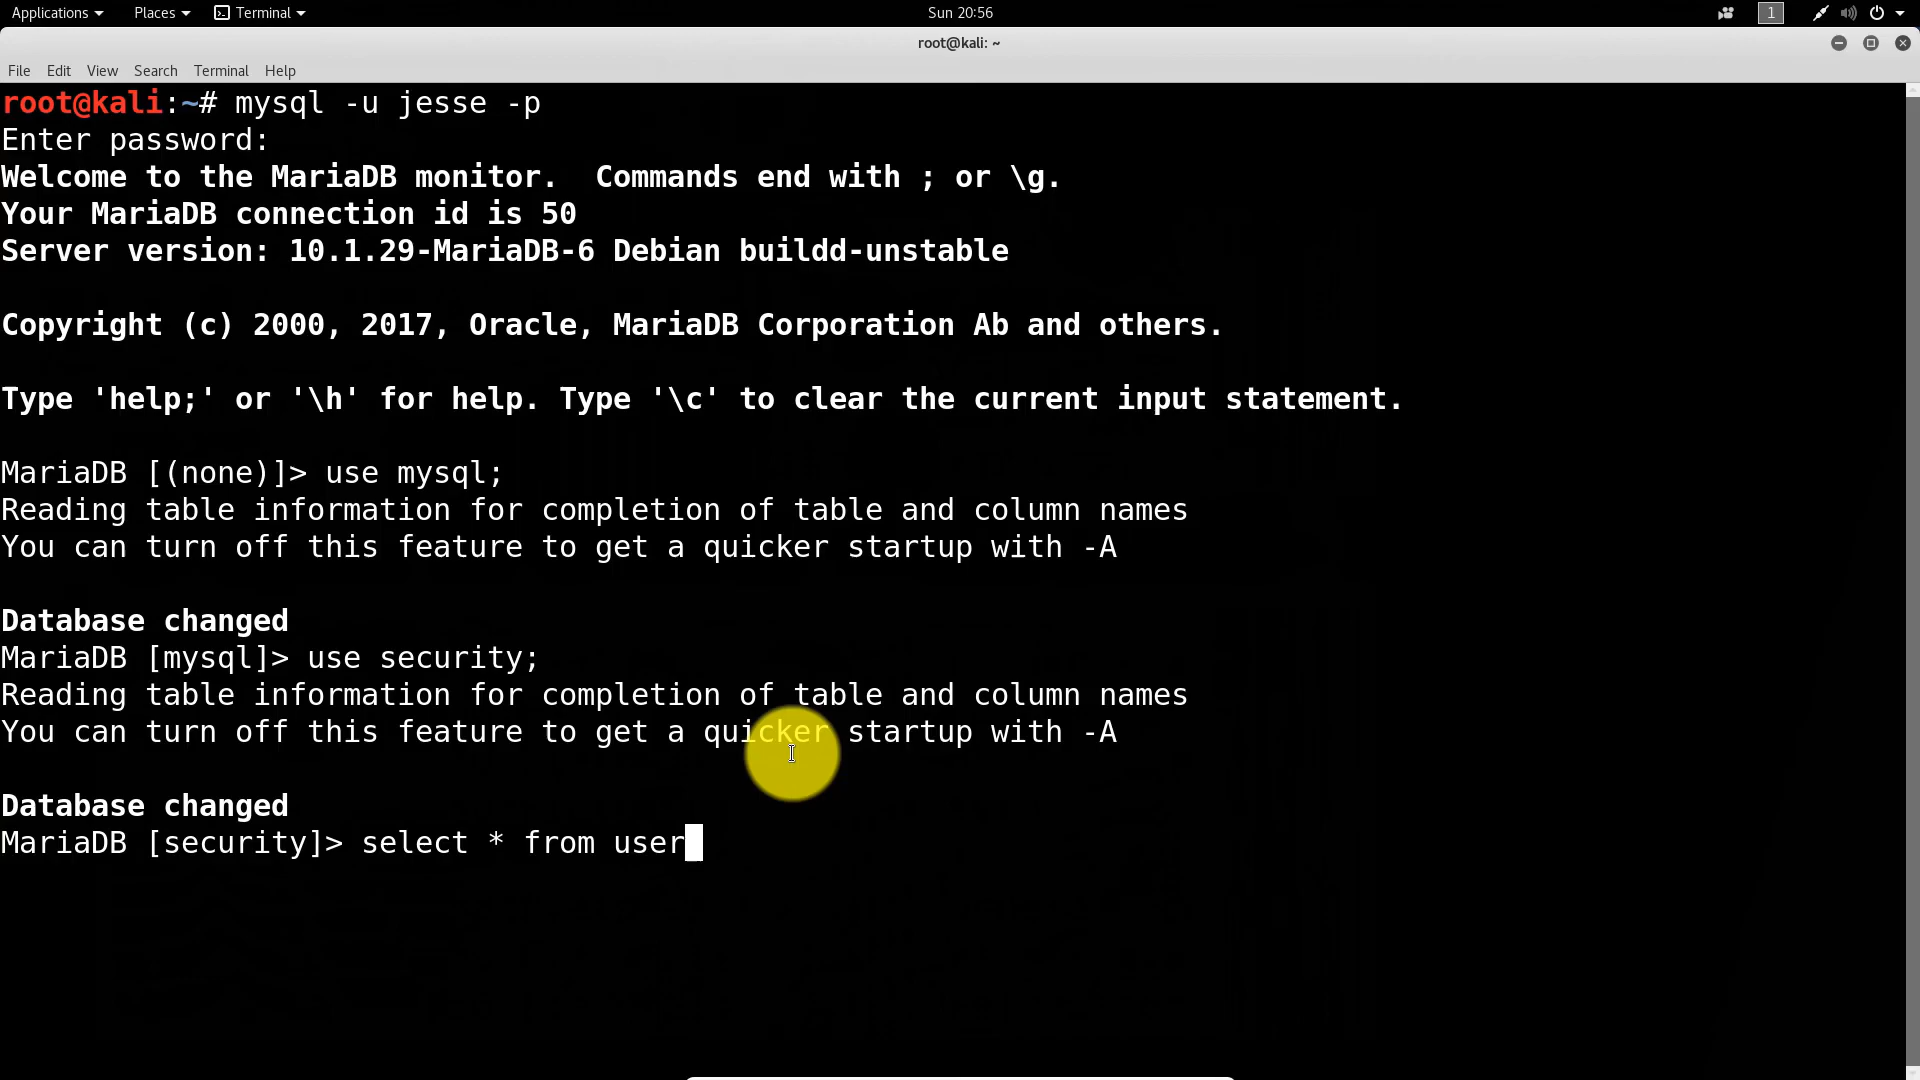 Applications Places Terminal Sun 20:56 1
root@kali: ~
File Edit View Search Terminal Help
root@kali:~# mysql -u jesse -p
Enter password:
Welcome to the MariaDB monitor.  Commands end with ; or \g.
Your MariaDB connection id is 50
Server version: 10.1.29-MariaDB-6 Debian buildd-unstable
Copyright (c) 2000, 2017, Oracle, MariaDB Corporation Ab and others.
Type 'help;' or '\h' for help. Type '\c' to clear the current input statement.
MariaDB [(none)]> use mysql;
Reading table information for completion of table and column names
You can turn off this feature to get a quicker startup with -A
Database changed
MariaDB [mysql]> use security;
Reading table information for completion of table and column names
You can turn off this feature to get a quicker startup with -A
Database changed
MariaDB [security]> select * from user